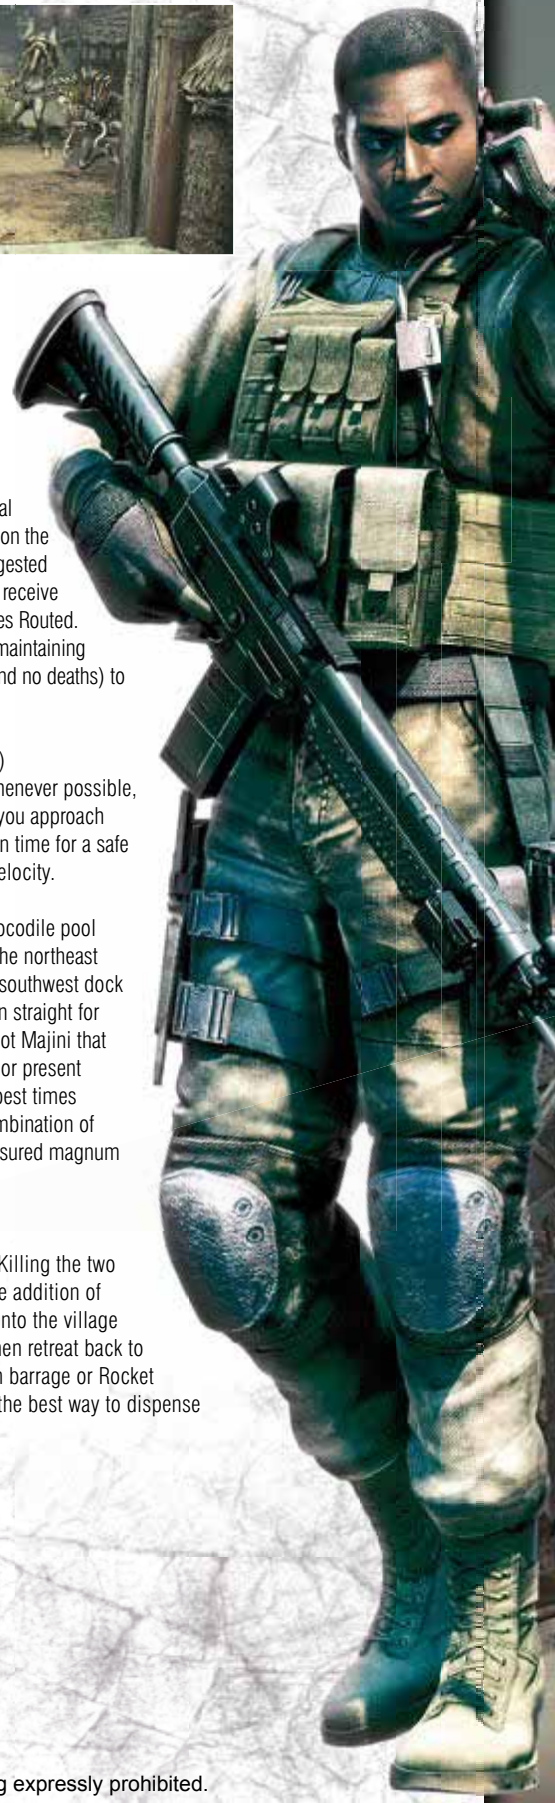 al
on the
gested
receive
es Routed.
maintaining
nd no deaths) to
)
henever possible,
you approach
n time for a safe
elocity.
ocodile pool
he northeast
southwest dock
n straight for
ot Majini that
or present
best times
mbination of
sured magnum
Killing the two
e addition of
nto the village
hen retreat back to
n barrage or Rocket
the best way to dispense
g expressly prohibited.